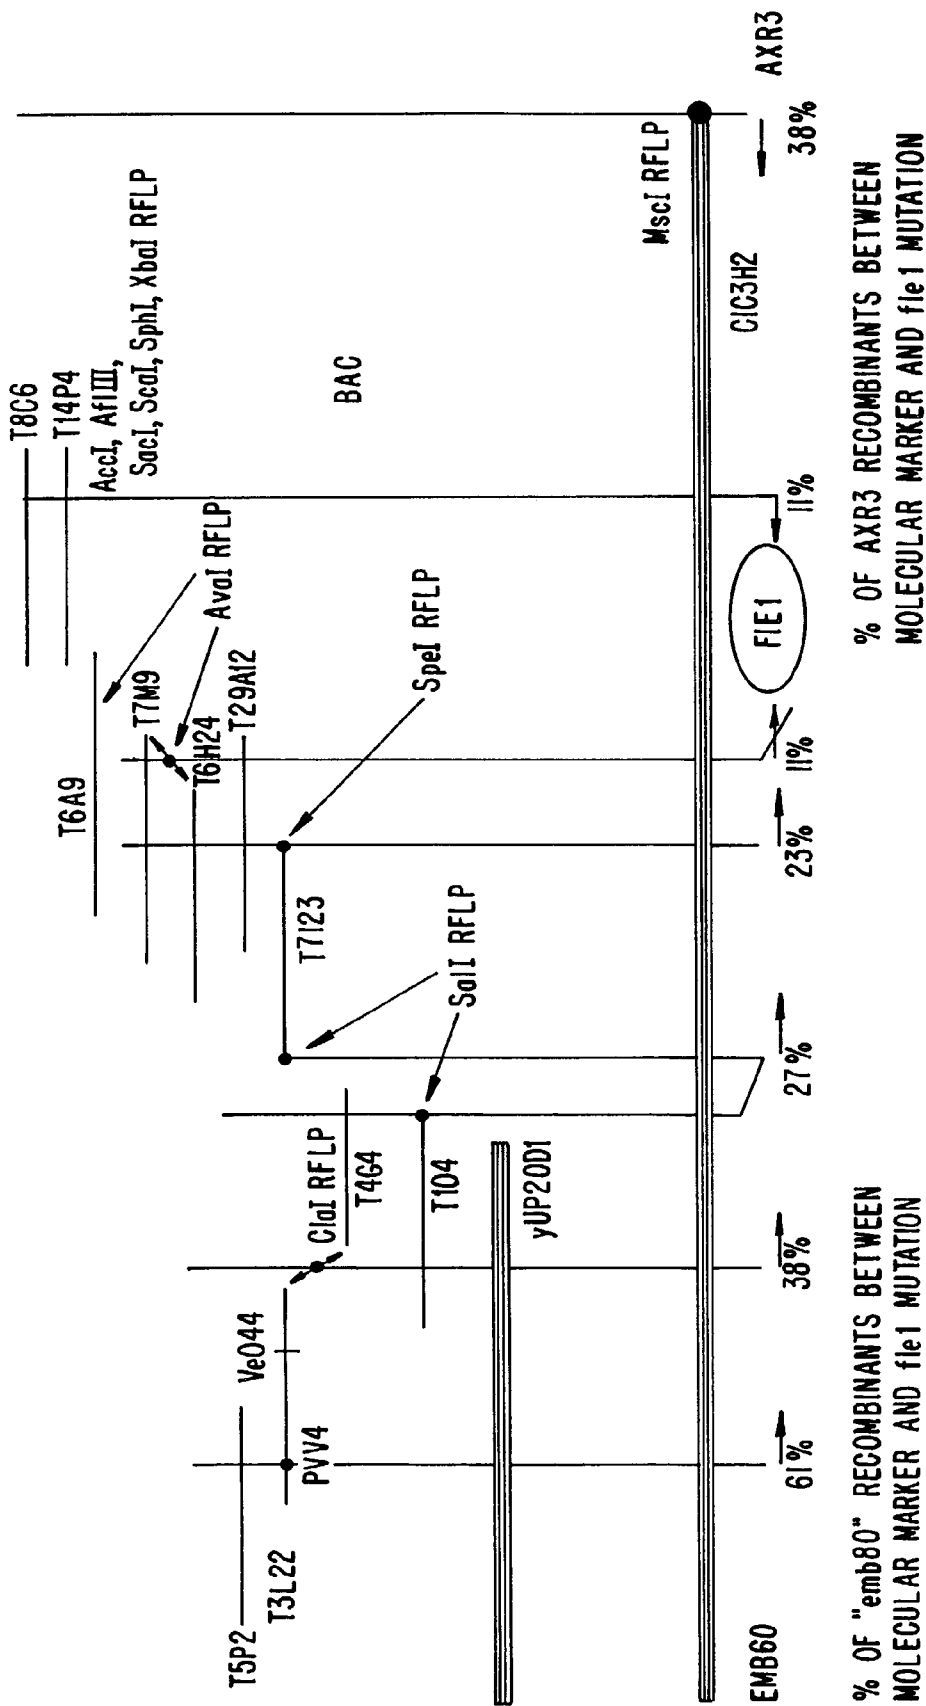 T8C6
T14P4
AccI, AflIII,
SacI, ScaI, SphI, XbaI RFLP
T6A9
AvaI RFLP
T7M9
T6H24
T29A12
BAC
SpeI RFLP
T7I23
SalI RFLP
T5P2
T3L22
VeO44
PVV4
ClaI RFLP
T4G4
T1O4
yUP20D1
MscI RFLP
CIC3H2
EMB60
FIE1
AXR3
61%
38%
27%
23%
11%
11%
38%
% OF "emb80" RECOMBINANTS BETWEEN
MOLECULAR MARKER AND fie1 MUTATION
% OF AXR3 RECOMBINANTS BETWEEN
MOLECULAR MARKER AND fie1 MUTATION